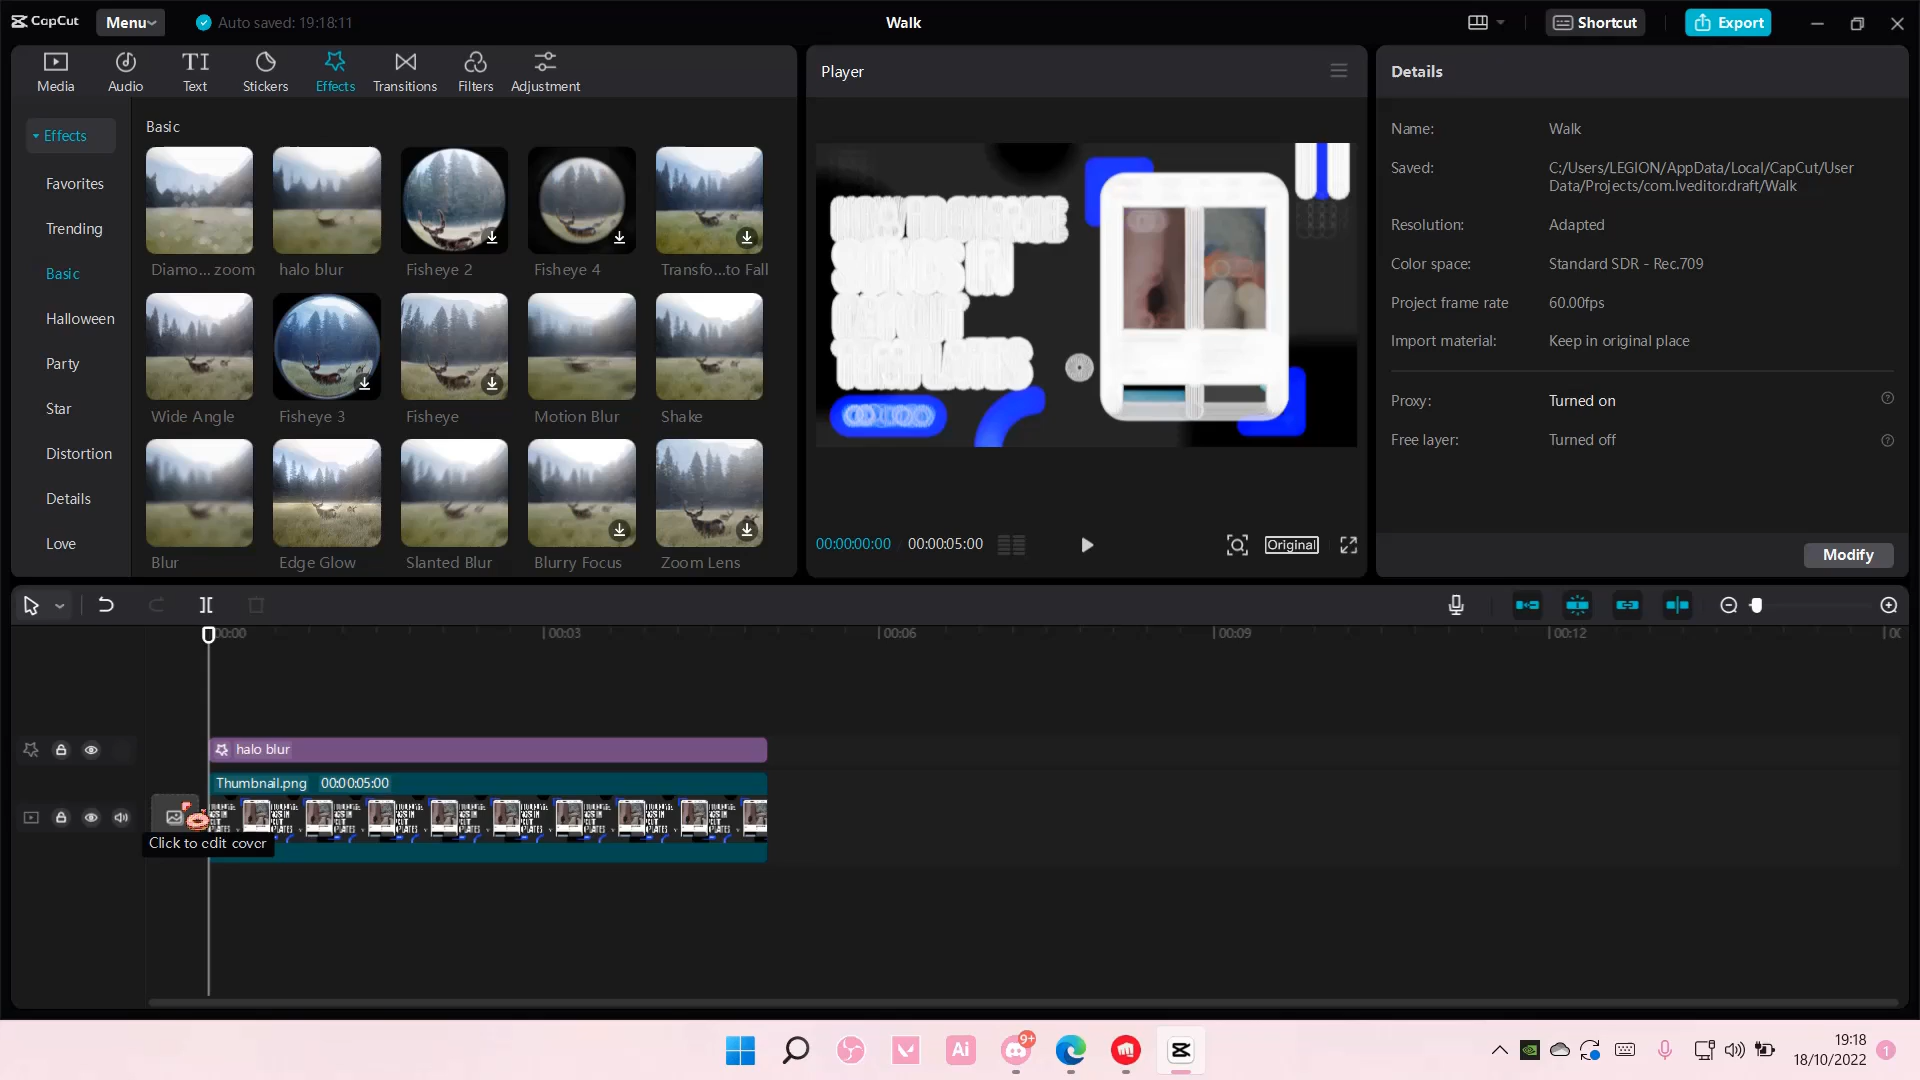 CapCut
Menu
Auto saved: 19:18:11
Walk
Shortcut
Export
Media
Audio
TI
Text
Stickers
Effects
Transitions
Filters
Adjustment
Effects
Favorites
Trending
Basic
Halloween
Party
Star
Distortion
Details
Love
Basic
Diamo... zoom
halo blur
Fisheye 2
Fisheye 4
Transfo...to Fall
Wide Angle
Fisheye 3
Fisheye
Motion Blur
Shake
Blur
Edge Glow
Slanted Blur
Blurry Focus
Zoom Lens
Player
00:00:00:00 / 00:00:05:00
Original
Details
Name: Walk
Saved: C:/Users/LEGION/AppData/Local/CapCut/User
Data/Projects/com.lveditor.draft/Walk
Resolution: Adapted
Color space: Standard SDR - Rec.709
Project frame rate 60.00fps
Import material: Keep in original place
Proxy: Turned on
Free layer: Turned off
Modify
00:00
00:03
00:06
00:09
00:12
halo blur
Thumbnail.png 00:00:05:00
Click to edit cover
Ai
9+
19:18
18/10/2022
1